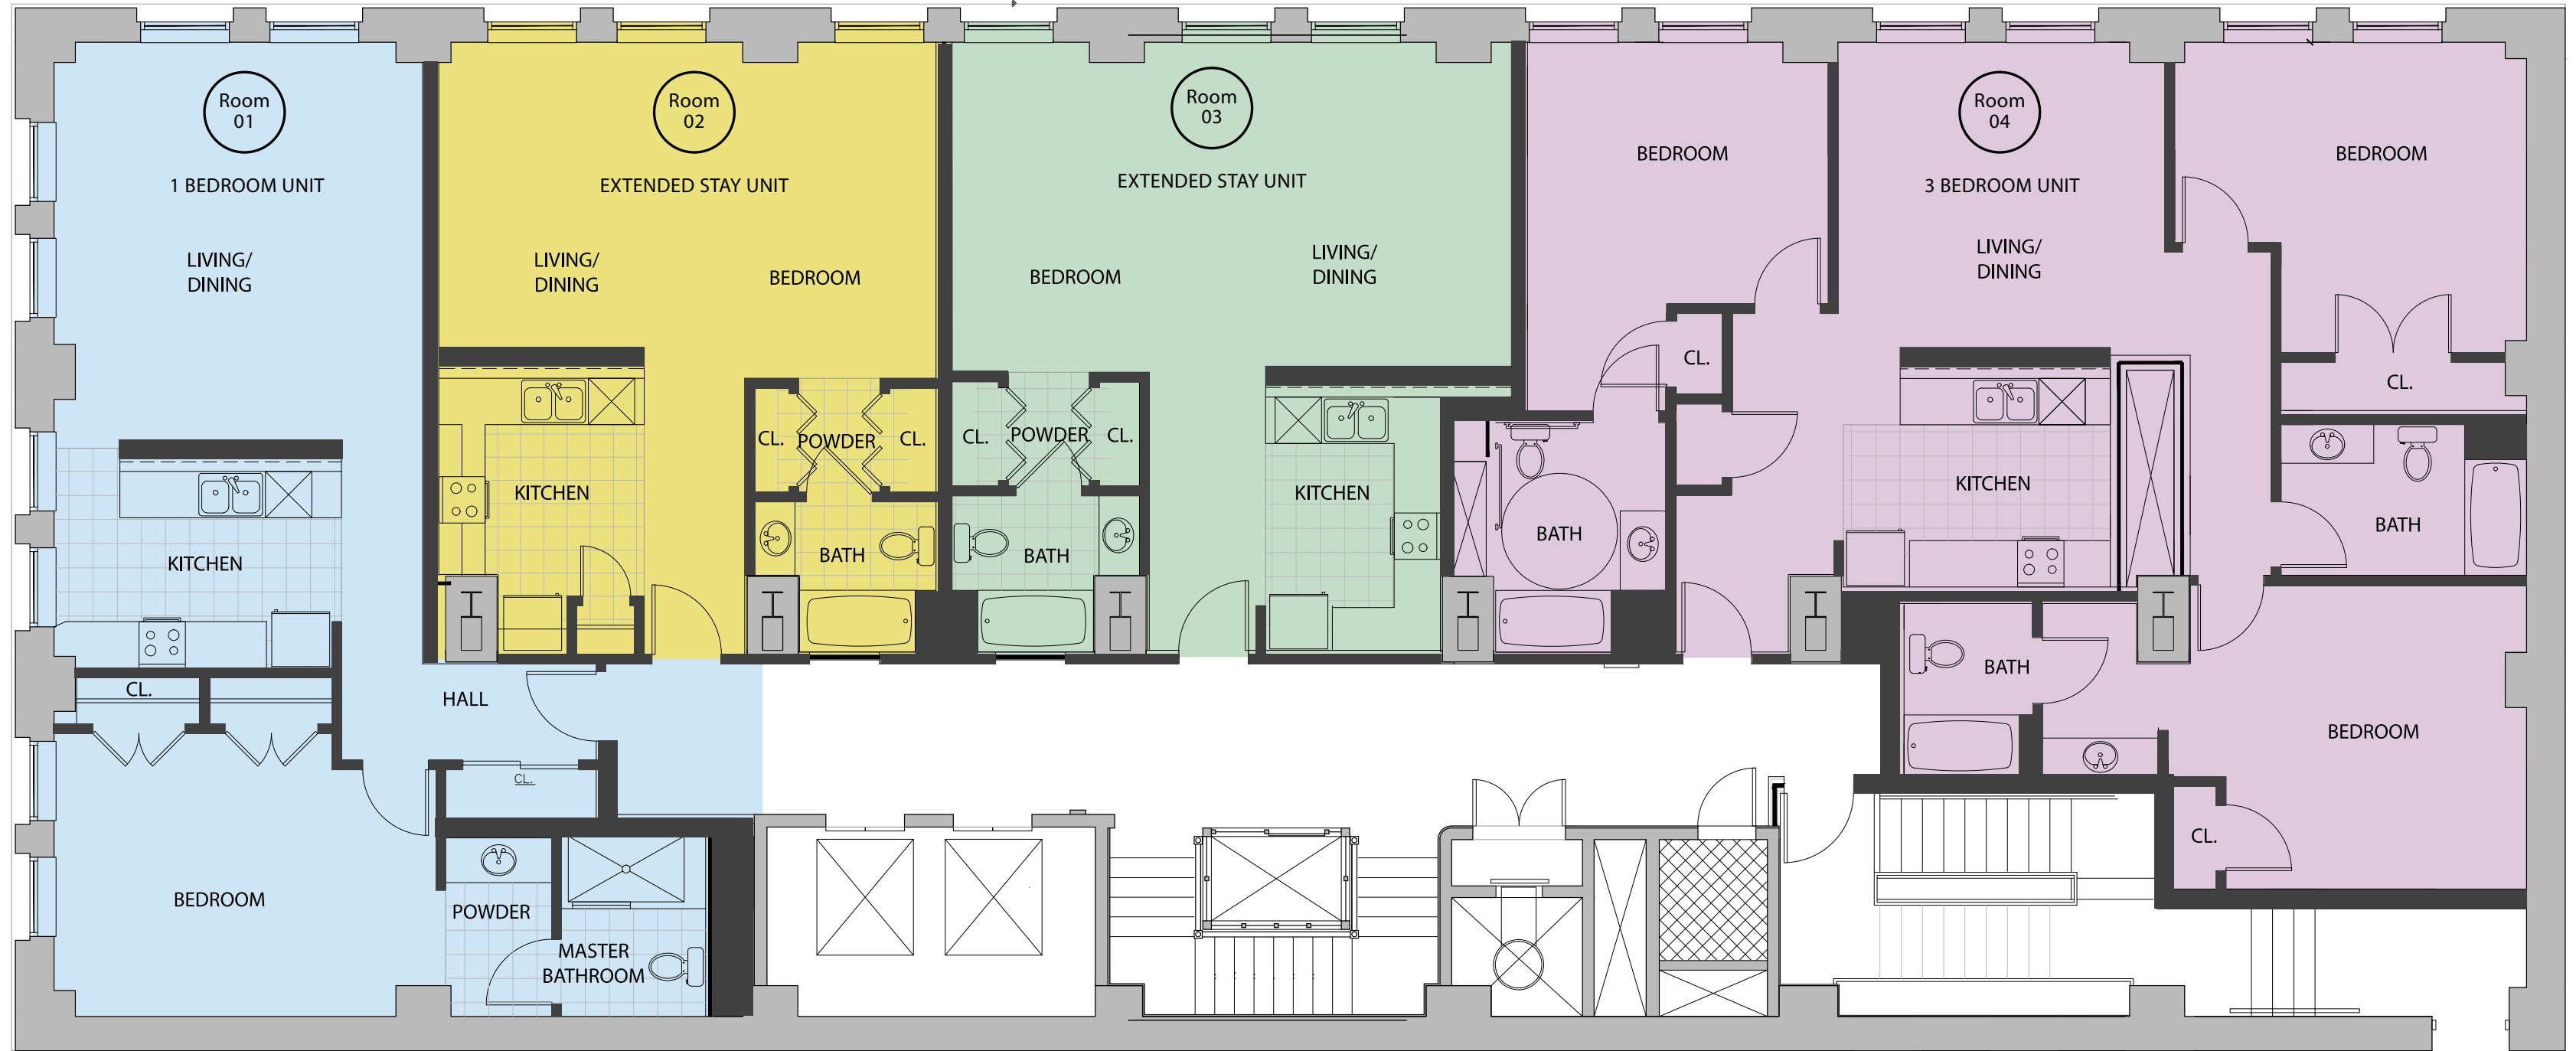 Room
01
1 BEDROOM UNIT
LIVING/
DINING
KITCHEN
CL.
HALL
CL.
BEDROOM
POWDER
MASTER
BATHROOM
Room
02
EXTENDED STAY UNIT
LIVING/
DINING
BEDROOM
KITCHEN
CL.
POWDER
CL.
BATH
Room
03
EXTENDED STAY UNIT
BEDROOM
LIVING/
DINING
CL.
POWDER
CL.
BATH
KITCHEN
Room
04
3 BEDROOM UNIT
BEDROOM
LIVING/
DINING
BEDROOM
CL.
CL.
KITCHEN
BATH
BATH
BATH
BEDROOM
CL.